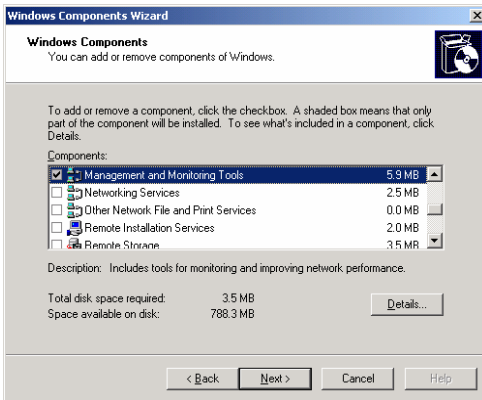 Windows Components Wizard
Windows Components
You can add or remove components of Windows.
To add or remove a component, click the checkbox. A shaded box means that only
part of the component will be installed. To see what's included in a component, click
Details.
Components:
Management and Monitoring Tools 5.9 MB
Networking Services 2.5 MB
Other Network File and Print Services 0.0 MB
Remote Installation Services 2.0 MB
Remote Storage 3.5 MB
Description: Includes tools for monitoring and improving network performance.
Total disk space required: 3.5 MB
Space available on disk: 788.3 MB
Details...
< Back Next > Cancel Help